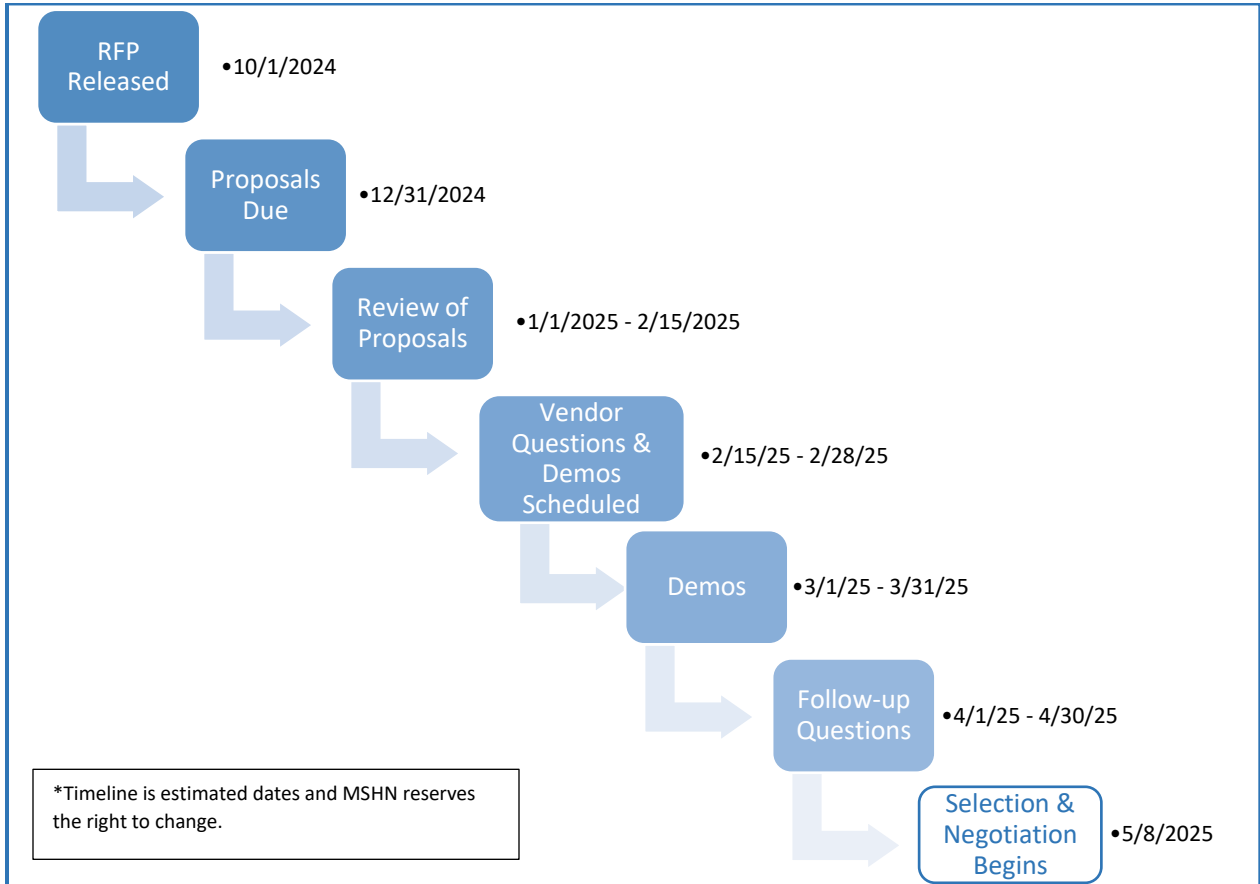 RFP
Released
•10/1/2024
Proposals
Due
•12/31/2024
Review of
Proposals
•1/1/2025 - 2/15/2025
Vendor
Questions &
Demos
Scheduled
•2/15/25 - 2/28/25
Demos
•3/1/25 - 3/31/25
Follow-up
Questions
•4/1/25 - 4/30/25
Selection &
Negotiation
Begins
•5/8/2025
*Timeline is estimated dates and MSHN reserves
the right to change.